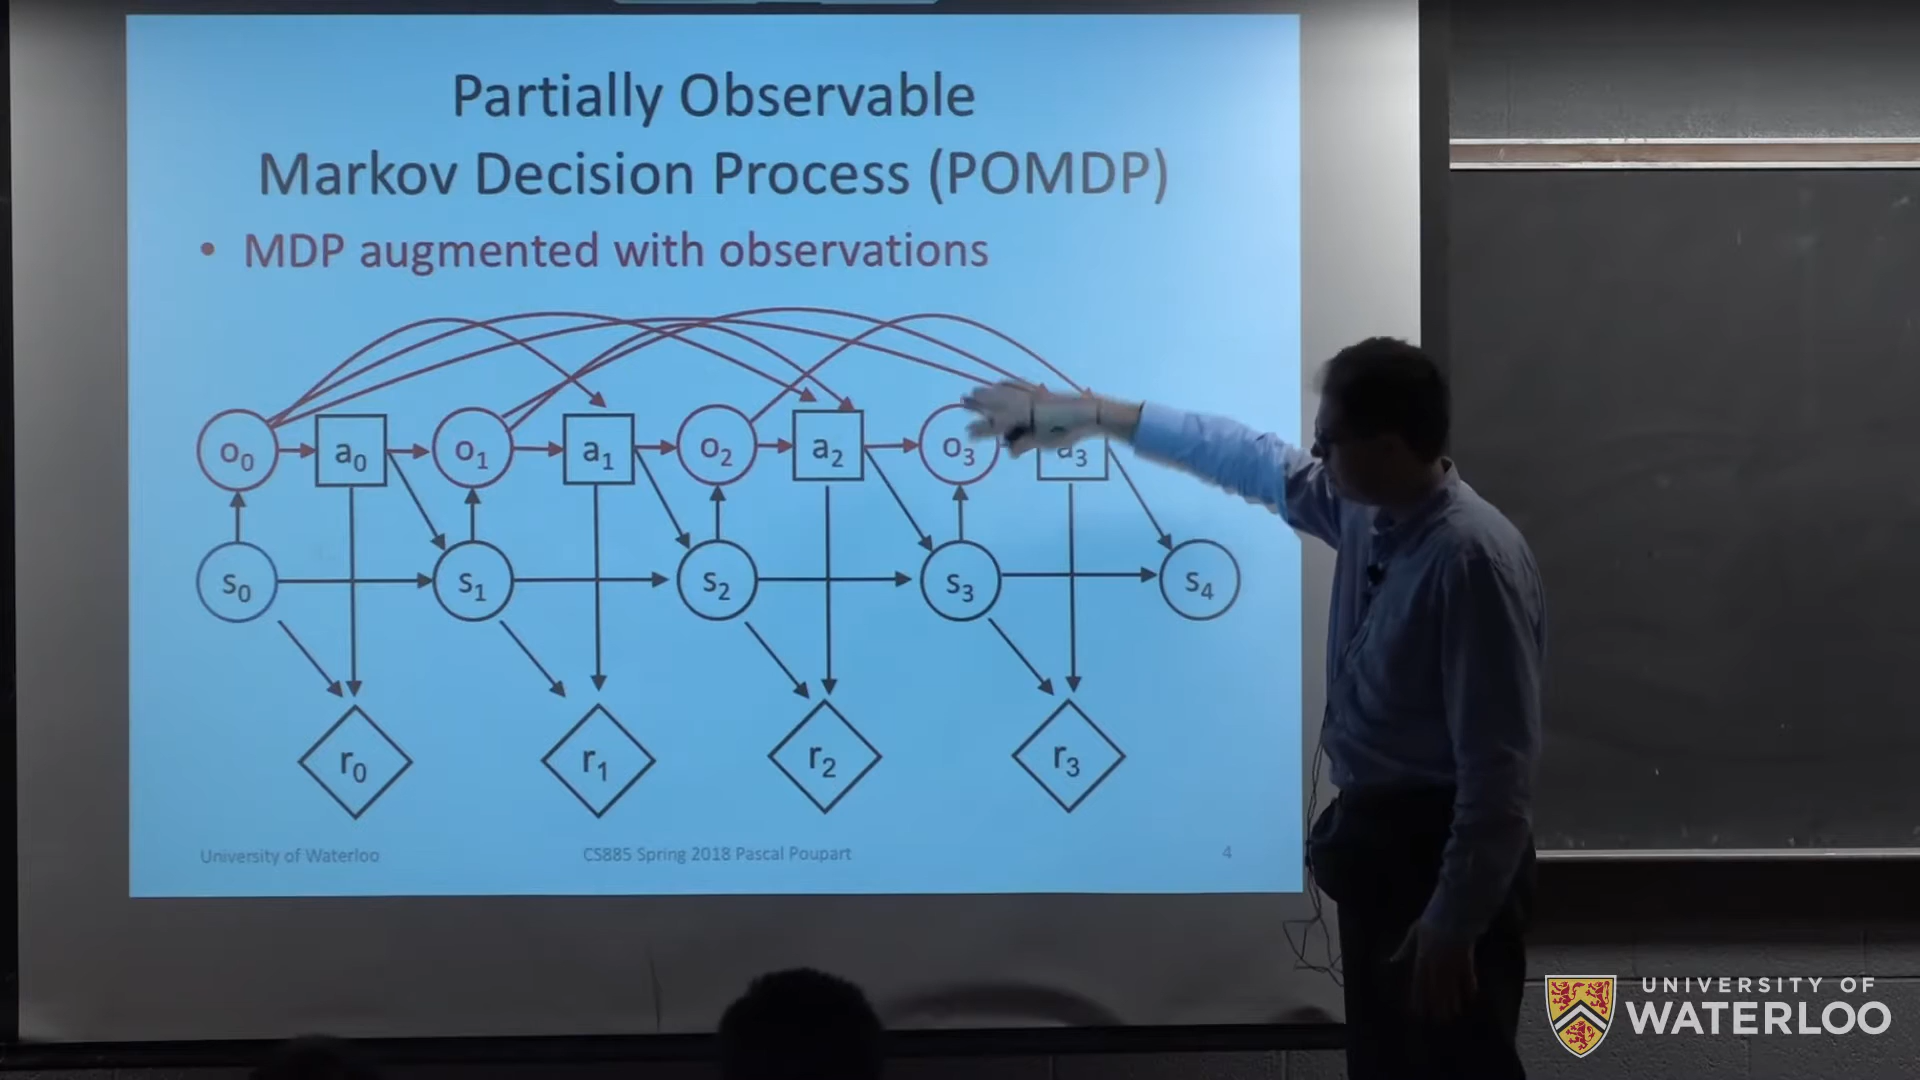 Partially Observable
Markov Decision Process (POMDP)
• MDP augmented with observations
o0 a0 o1 a1 o2 a2 o3 a3
s0 s1 s2 s3 s4
r0 r1 r2 r3
University of Waterloo CS885 Spring 2018 Pascal Poupart 4
UNIVERSITY OF
WATERLOO